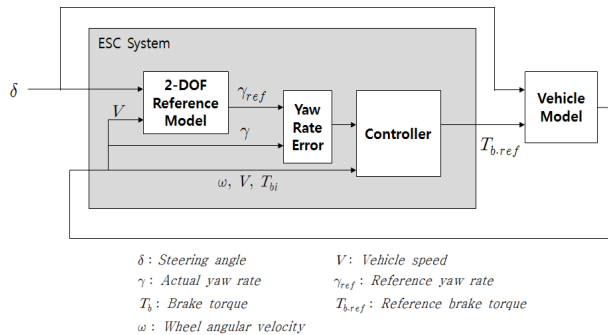 ESC System
δ
2-DOF
Reference
Model
V
γref
γ
Yaw
Rate
Error
Controller
Vehicle
Model
Tb.ref
ω, V, Tbi
δ : Steering angle
V : Vehicle speed
γ : Actual yaw rate
γref : Reference yaw rate
Tb : Brake torque
Tb.ref : Reference brake torque
ω : Wheel angular velocity